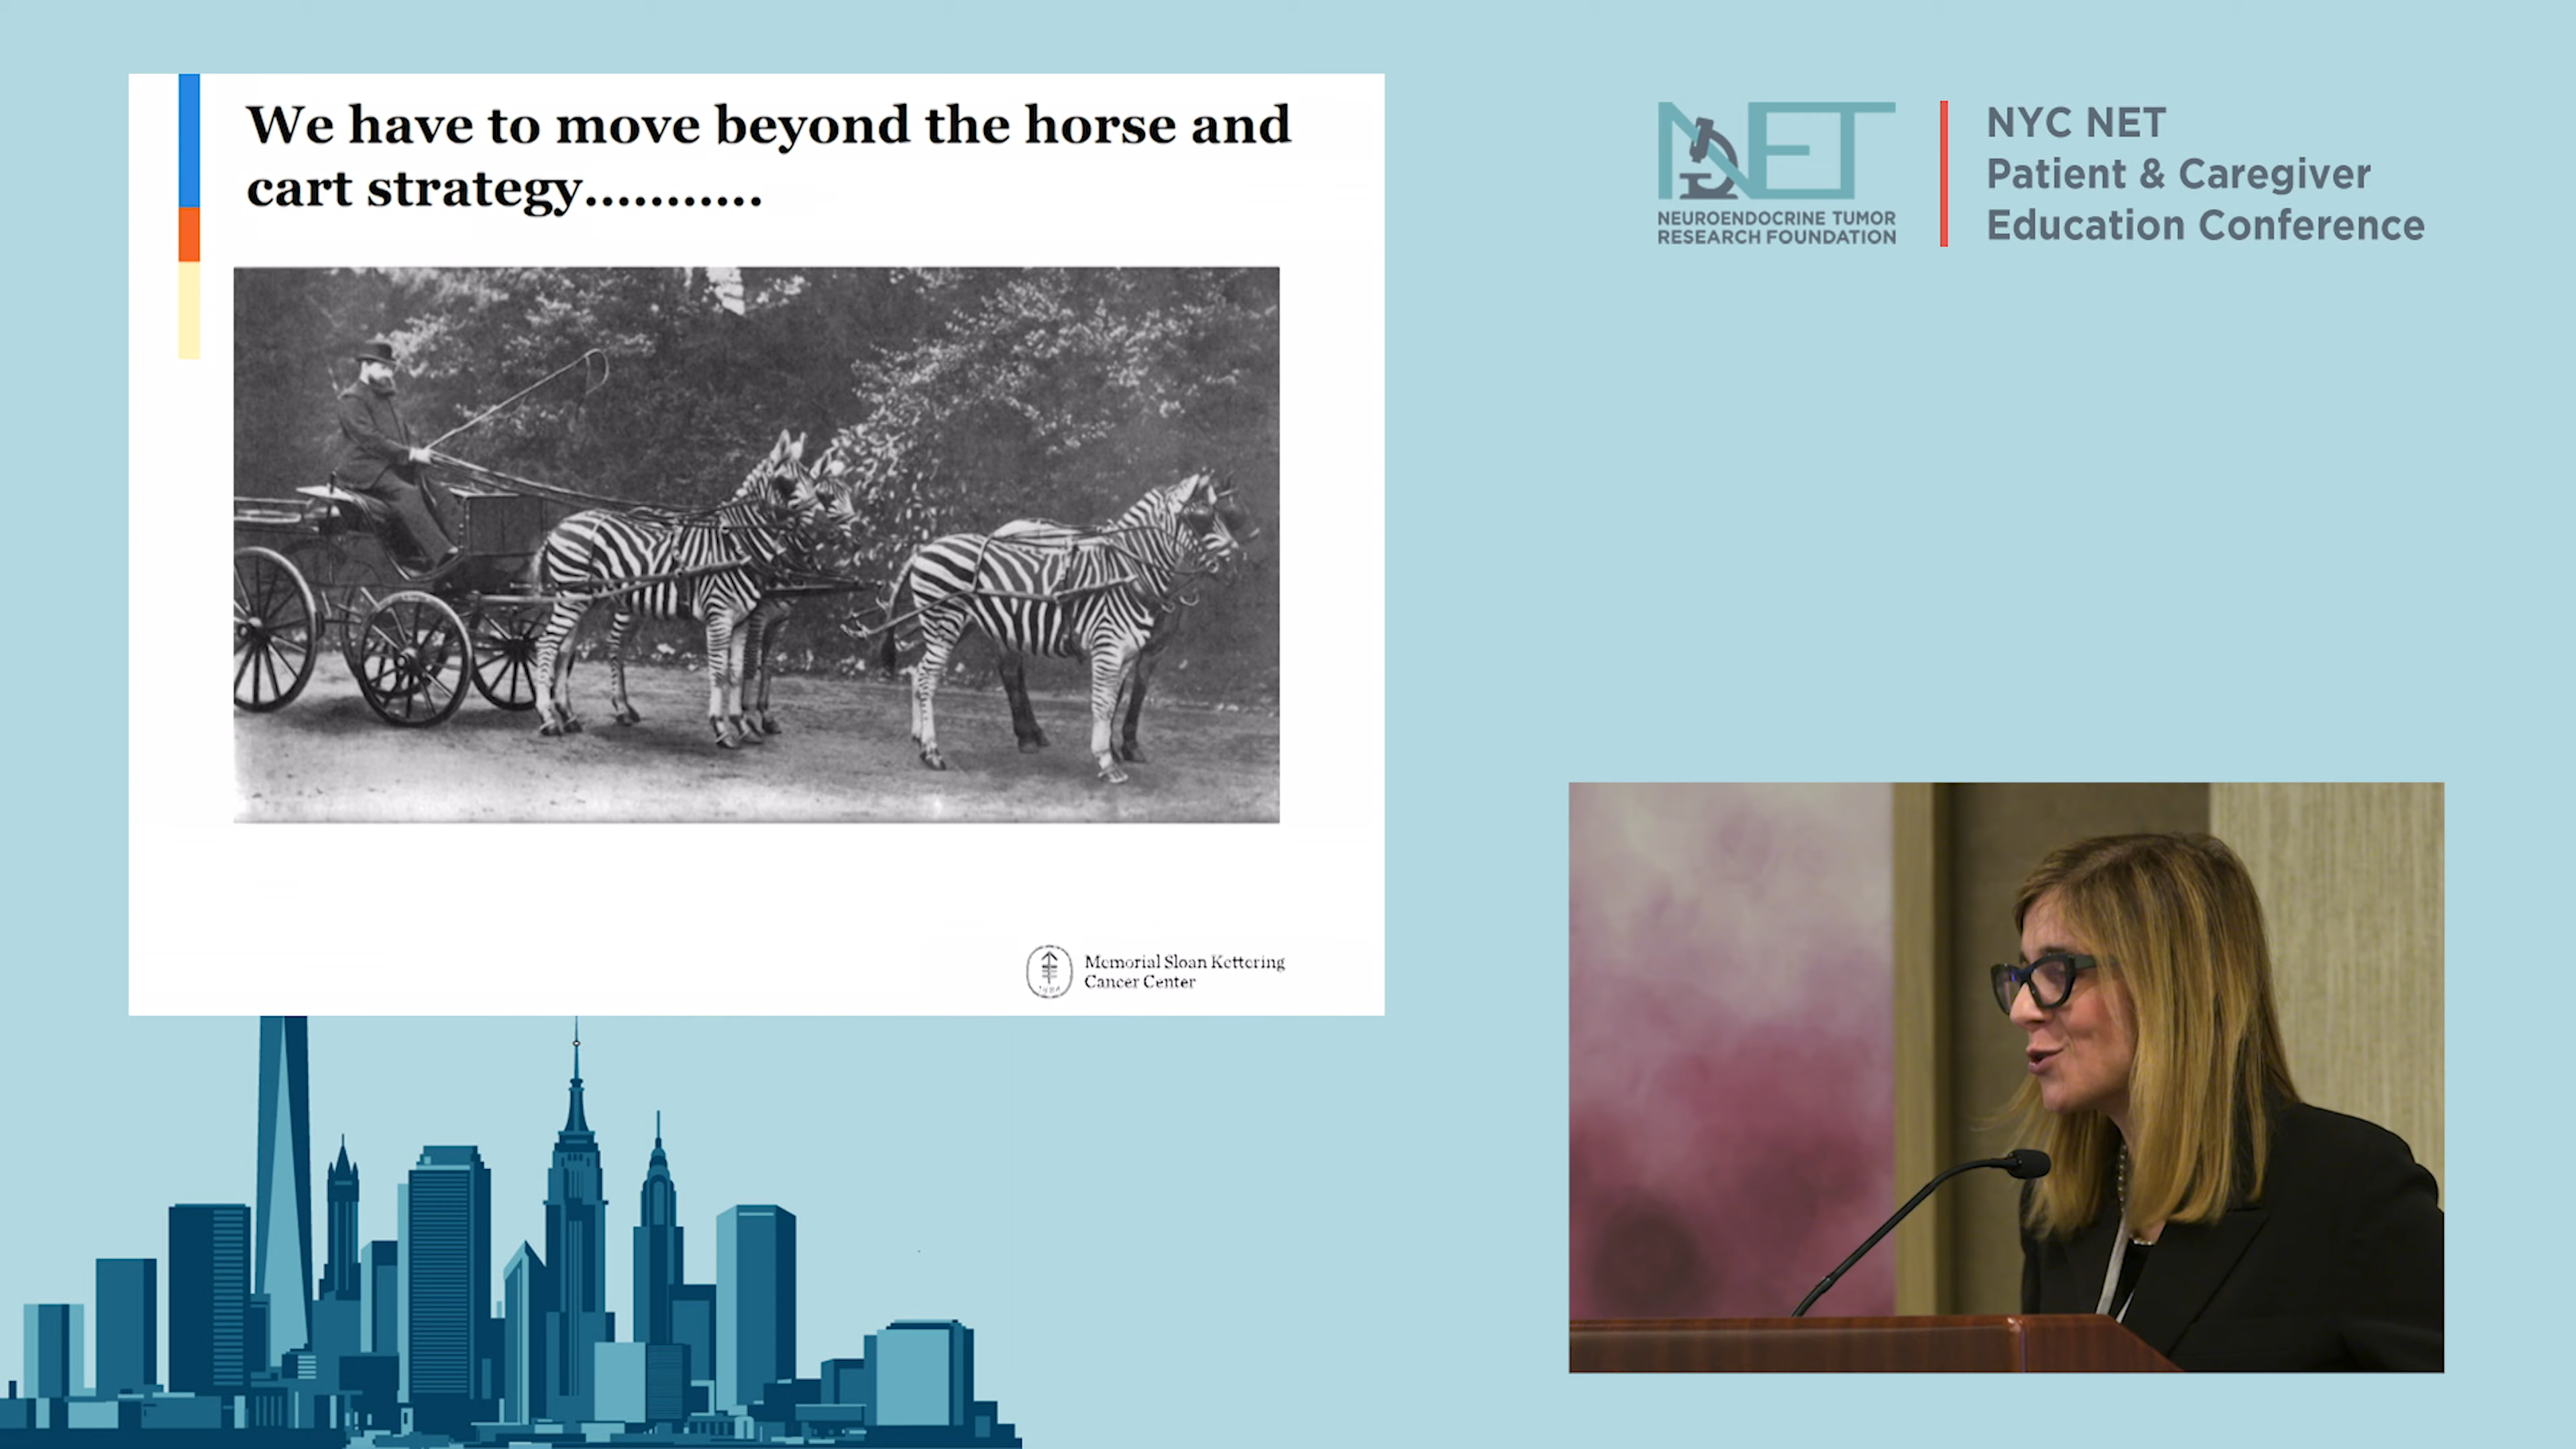 We have to move beyond the horse and
cart strategy...........
Memorial Sloan Kettering
Cancer Center
NET
NEUROENDOCRINE TUMOR
RESEARCH FOUNDATION
NYC NET
Patient & Caregiver
Education Conference